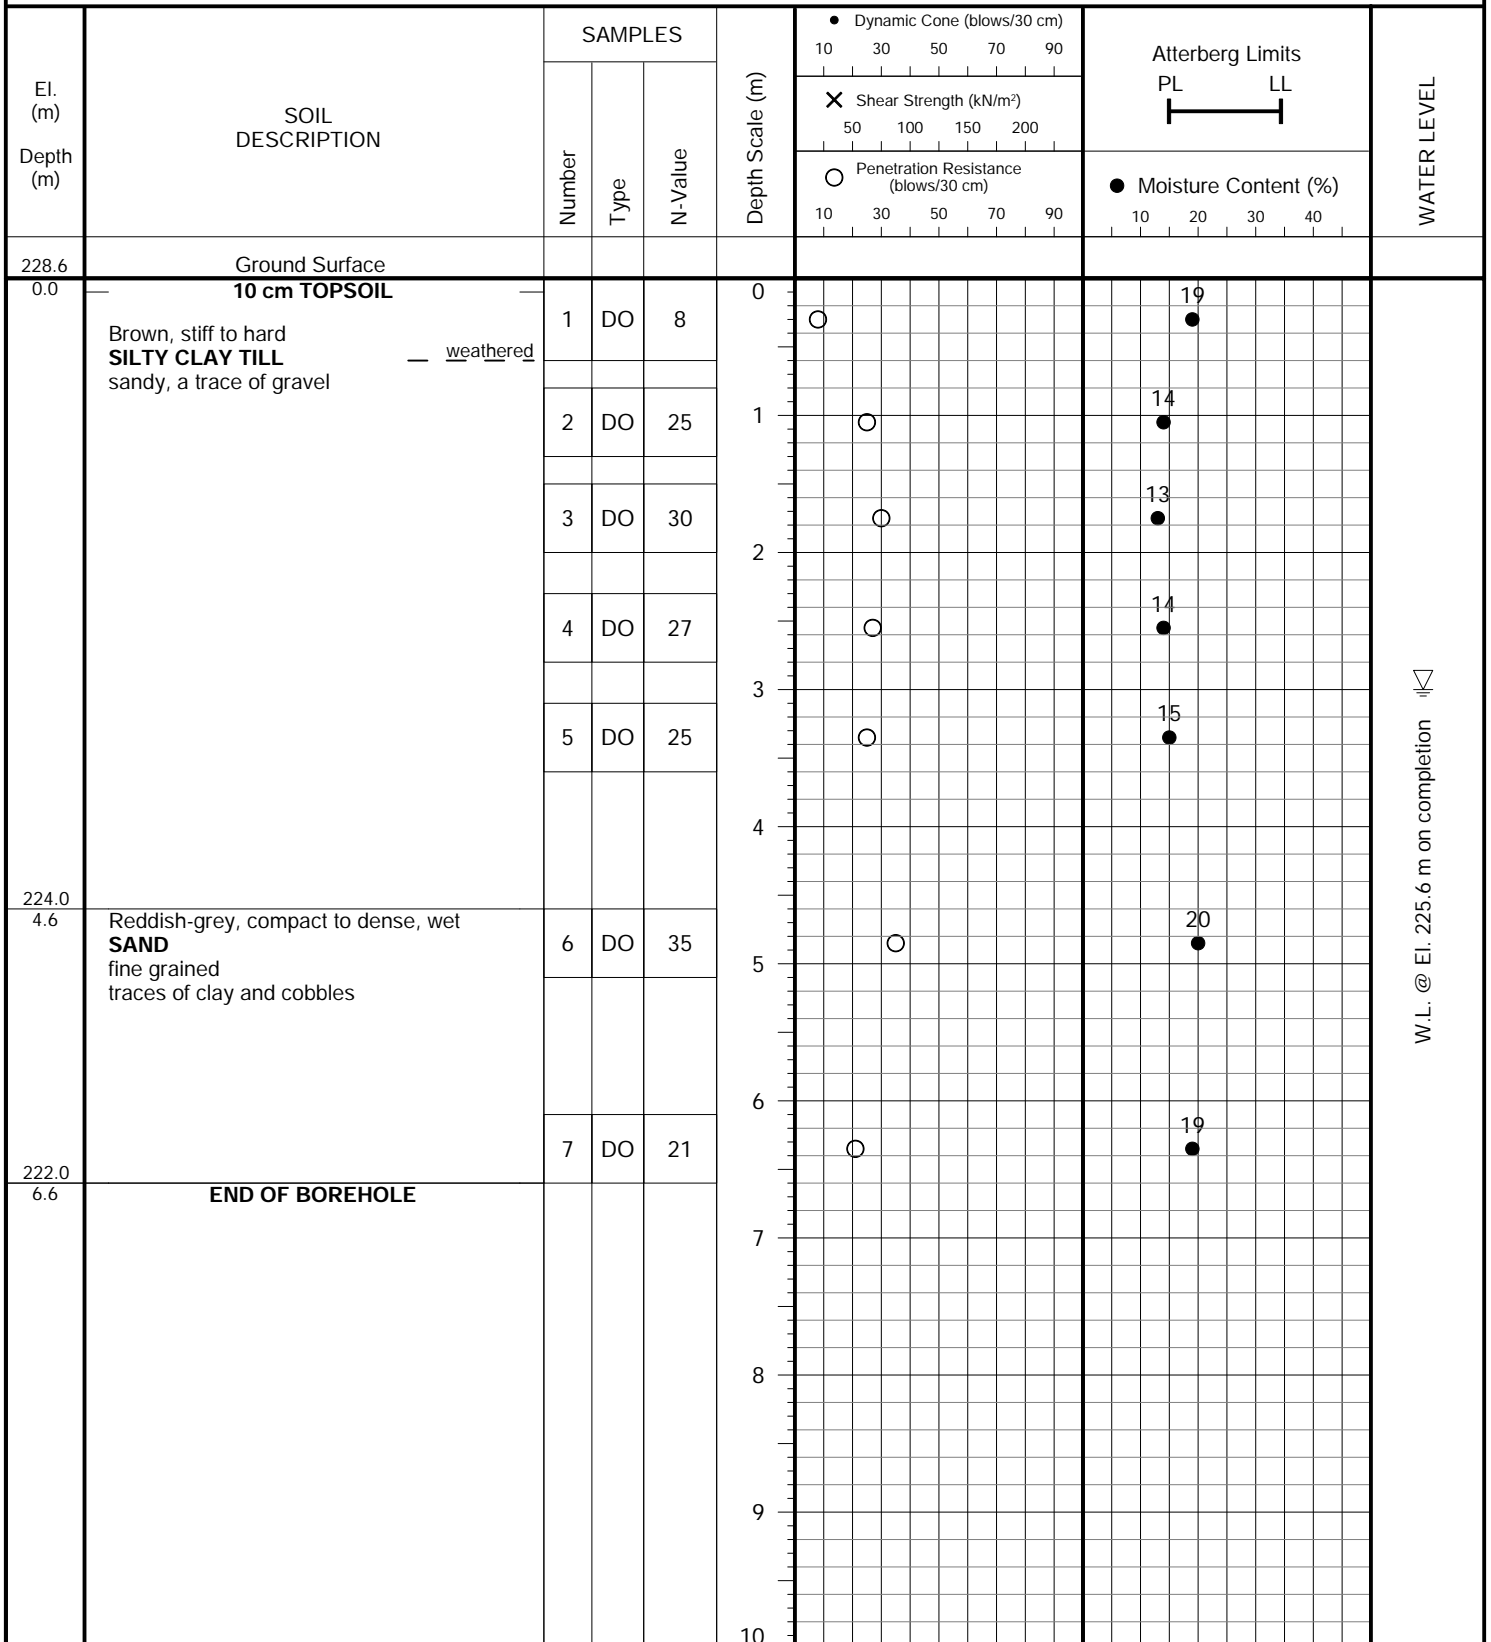 El.
(m)
Depth
(m)
SOIL
DESCRIPTION
SAMPLES
Number
Type
N-Value
Depth Scale (m)
Dynamic Cone (blows/30 cm)
10 30 50 70 90
Shear Strength (kN/m²)
50 100 150 200
Penetration Resistance
(blows/30 cm)
10 30 50 70 90
Atterberg Limits
PL LL
Moisture Content (%)
10 20 30 40
WATER LEVEL
228.6 Ground Surface
0.0 10 cm TOPSOIL 0
Brown, stiff to hard
SILTY CLAY TILL
sandy, a trace of gravel
weathered
1 DO 8 19
2 DO 25 14
1
3 DO 30 13
2
4 DO 27 14
3
5 DO 25 15
4
224.0
4.6
Reddish-grey, compact to dense, wet
SAND
fine grained
traces of clay and cobbles
6 DO 35 20
5
6
7 DO 21 19
222.0
6.6 END OF BOREHOLE
7
8
9
10
W.L. @ El. 225.6 m on completion